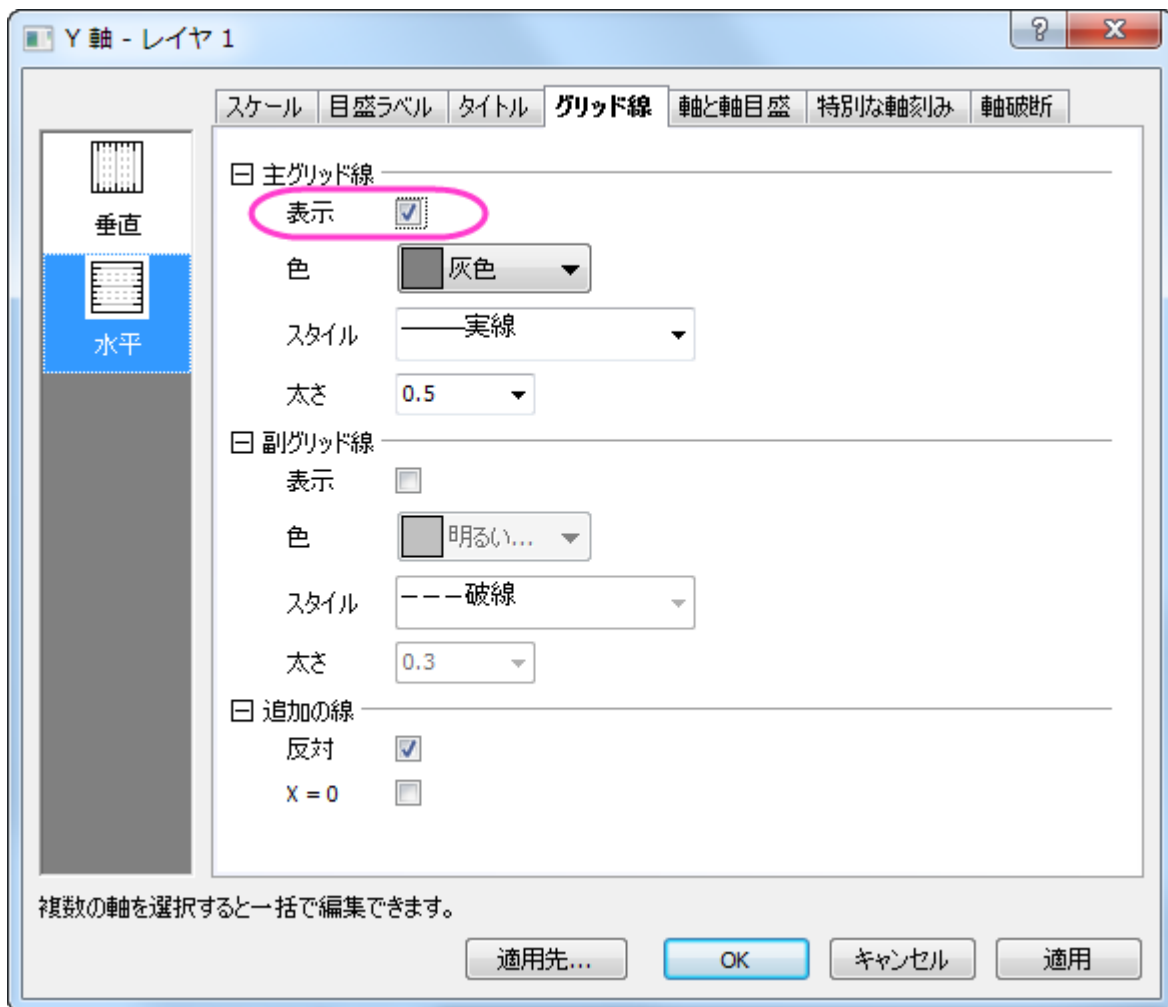 Y 軸 - レイヤ 1
スケール 目盛ラベル タイトル グリッド線 軸と軸目盛 特別な軸刻み 軸破断
垂直
水平
主グリッド線
表示
色 灰色
スタイル 実線
太さ 0.5
副グリッド線
表示
色 明るい...
スタイル 破線
太さ 0.3
追加の線
反対
X = 0
複数の軸を選択すると一括で編集できます。
適用先... OK キャンセル 適用